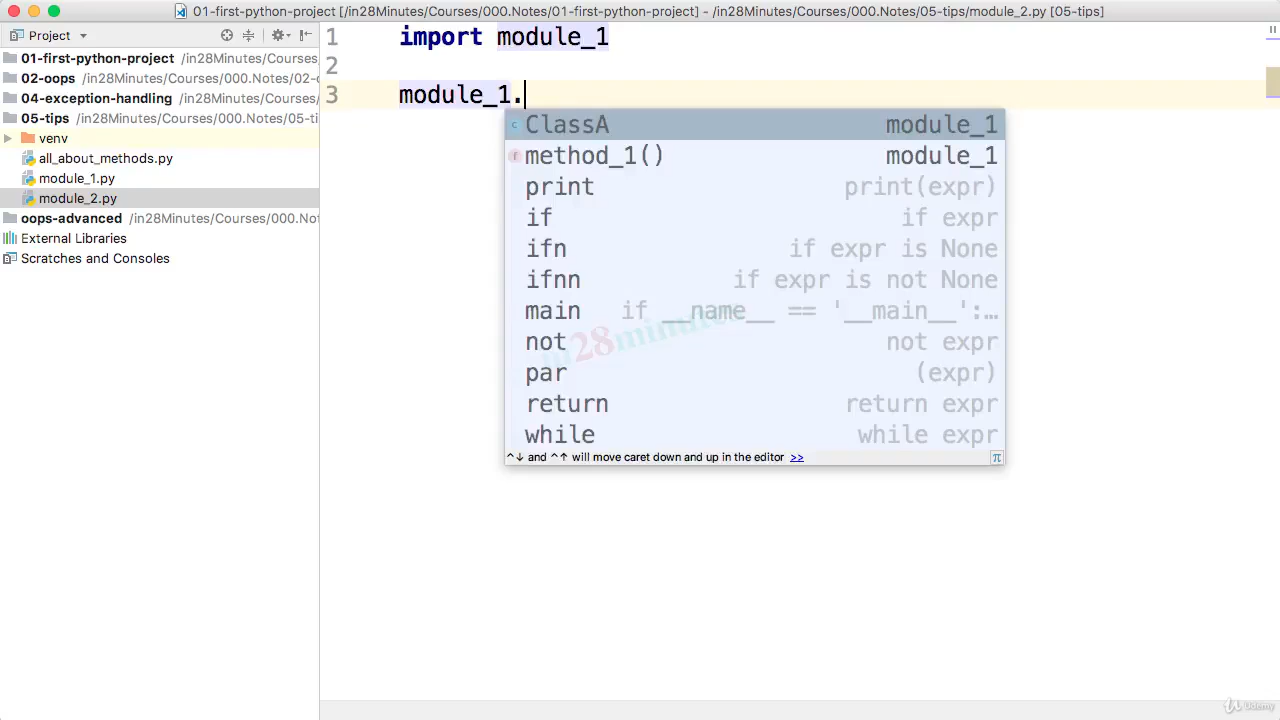 01-first-python-project [/in28Minutes/Courses/000.Notes/01-first-python-project] - /in28Minutes/Courses/000.Notes/05-tips/module_2.py [05-tips]
Project
01-first-python-project /in28Minutes/Courses/
02-oops /in28Minutes/Courses/000.Notes/02-o
04-exception-handling /in28Minutes/Courses/
05-tips /in28Minutes/Courses/000.Notes/05-ti
venv
all_about_methods.py
module_1.py
module_2.py
oops-advanced /in28Minutes/Courses/000.Not
External Libraries
Scratches and Consoles
1 import module_1
2
3 module_1.
ClassA module_1
method_1() module_1
print print(expr)
if if expr
ifn if expr is None
ifnn if expr is not None
main if __name__ == '__main__':…
not not expr
par (expr)
return return expr
while while expr
^↓ and ^↑ will move caret down and up in the editor >>
π
in28minutes
Udemy